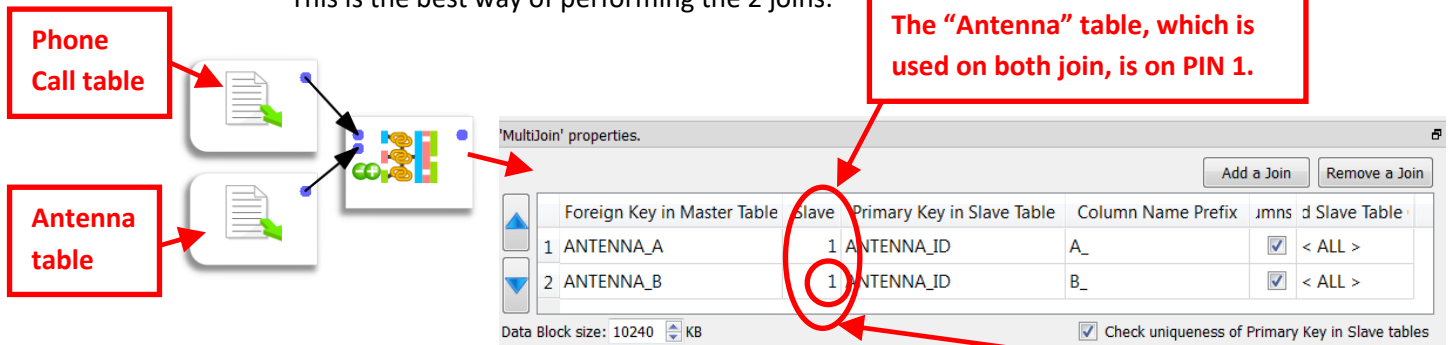 This is the best way of performing the 2 joins.
Phone
Call table
The “Antenna” table, which is
used on both join, is on PIN 1.
'MultiJoin' properties.
Add a Join Remove a Join
Foreign Key in Master Table Slave Primary Key in Slave Table Column Name Prefix umns d Slave Table
1 ANTENNA_A 1 ANTENNA_ID A_ < ALL >
2 ANTENNA_B 1 ANTENNA_ID B_ < ALL >
Antenna
table
Data Block size: 10240 KB Check uniqueness of Primary Key in Slave tables